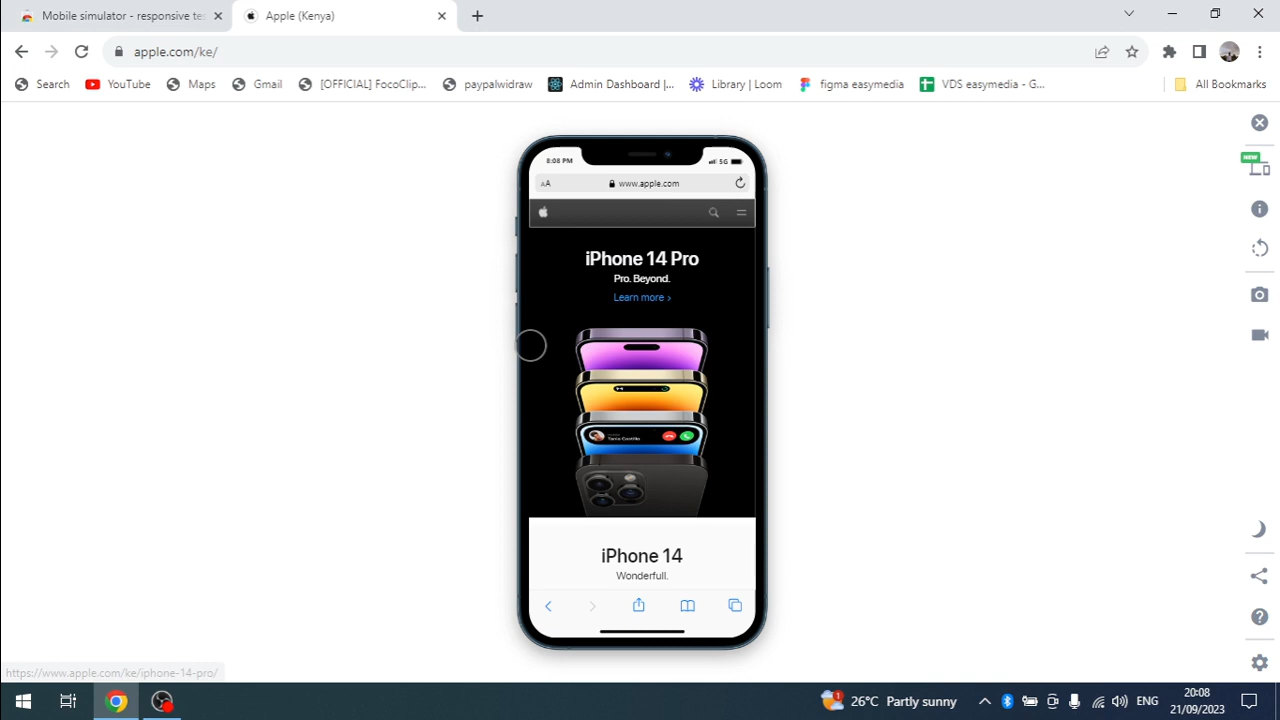 Mobile simulator - responsive tes
Apple (Kenya)
apple.com/ke/
Search
YouTube
Maps
Gmail
[OFFICIAL] FocoClip...
paypalwidraw
Admin Dashboard |...
Library | Loom
figma easymedia
VDS easymedia - G...
All Bookmarks
NEW
8:08 PM
5G
AA
www.apple.com
iPhone 14 Pro
Pro. Beyond.
Learn more >
iPhone 14
Wonderfull.
https://www.apple.com/ke/iphone-14-pro/
1
26°C Partly sunny
ENG
20:08
21/09/2023